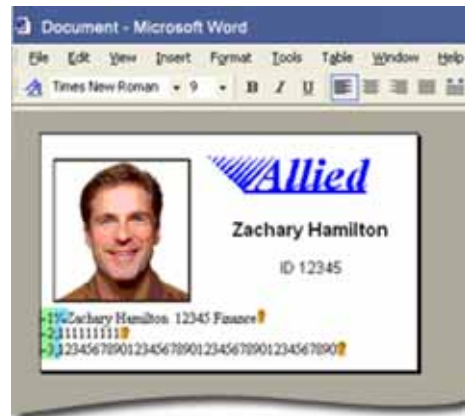 Document - Microsoft Word
File Edit View Insert Format Tools Table Window Help
Times New Roman 9 B I U
Allied
Zachary Hamilton
ID 12345
~1%Zachary Hamilton 12345 Finance?
~2;111111111?
~3;1234567890123456789012345678901234567890?